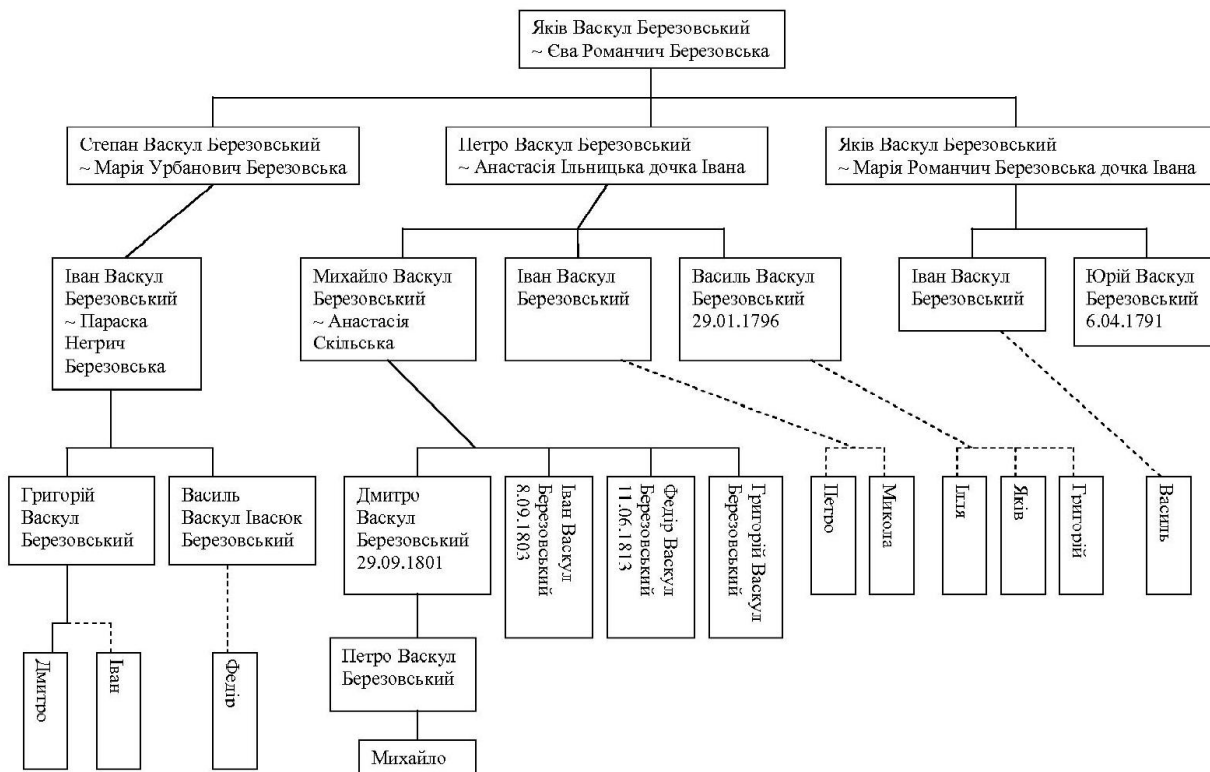 Яків Васкул Березовський
~ Єва Романчич Березовська
Степан Васкул Березовський
~ Марія Урбанович Березовська
Петро Васкул Березовський
~ Анастасія Ільницька дочка Івана
Яків Васкул Березовський
~ Марія Романчич Березовська дочка Івана
Іван Васкул
Березовський
~ Параска
Негрич
Березовська
Михайло Васкул
Березовський
~ Анастасія
Скільська
Іван Васкул
Березовський
Василь Васкул
Березовський
29.01.1796
Іван Васкул
Березовський
Юрій Васкул
Березовський
6.04.1791
Григорій
Васкул
Березовський
Василь
Васкул Івасюк
Березовський
Дмитро
Васкул
Березовський
29.09.1801
Іван Васкул
Березовський
8.09.1803
Федір Васкул
Березовський
11.06.1813
Григорій Васкул
Березовський
Петро
Микола
Ілля
Яків
Григорій
Василь
Дмитро
Іван
Федір
Петро Васкул
Березовський
Михайло